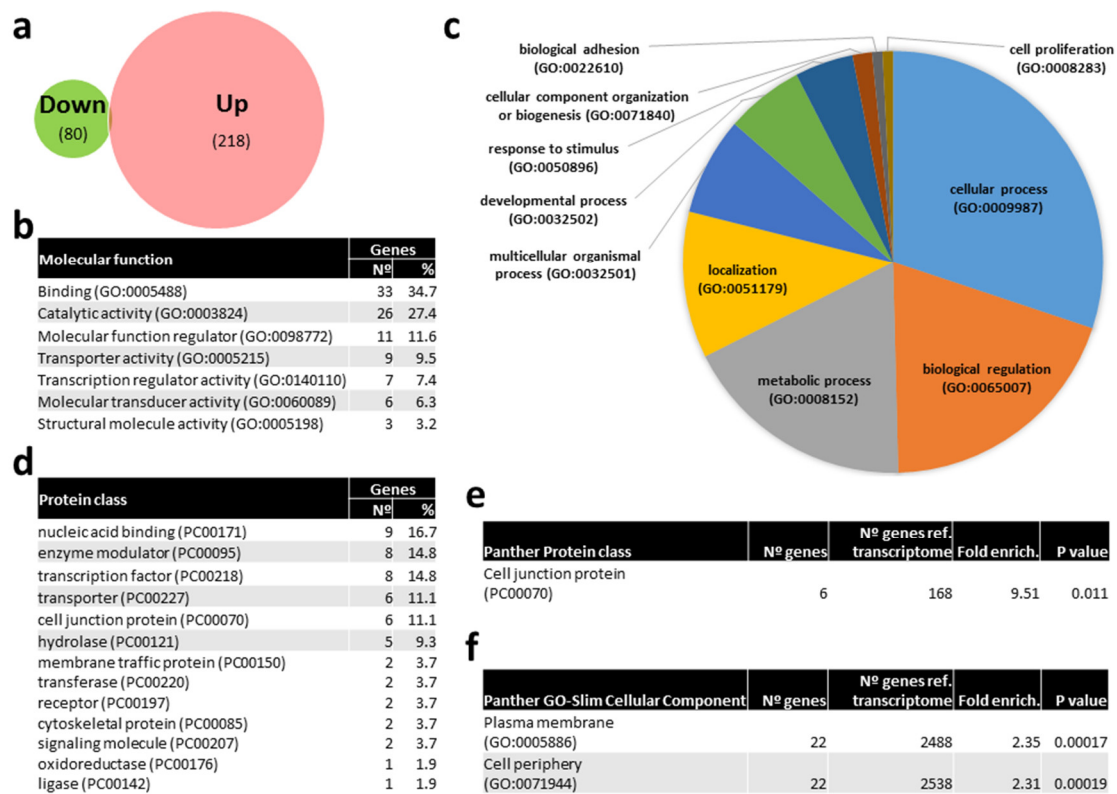 a
Down
(80)
Up
(218)
b
Molecular function
Genes
Nº
%
Binding (GO:0005488) 33 34.7
Catalytic activity (GO:0003824) 26 27.4
Molecular function regulator (GO:0098772) 11 11.6
Transporter activity (GO:0005215) 9 9.5
Transcription regulator activity (GO:0140110) 7 7.4
Molecular transducer activity (GO:0060089) 6 6.3
Structural molecule activity (GO:0005198) 3 3.2
c
biological adhesion
(GO:0022610)
cellular component organization
or biogenesis (GO:0071840)
response to stimulus
(GO:0050896)
developmental process
(GO:0032502)
multicellular organismal
process (GO:0032501)
cell proliferation
(GO:0008283)
cellular process
(GO:0009987)
localization
(GO:0051179)
biological regulation
(GO:0065007)
metabolic process
(GO:0008152)
d
Protein class
Genes
Nº
%
nucleic acid binding (PC00171) 9 16.7
enzyme modulator (PC00095) 8 14.8
transcription factor (PC00218) 8 14.8
transporter (PC00227) 6 11.1
cell junction protein (PC00070) 6 11.1
hydrolase (PC00121) 5 9.3
membrane traffic protein (PC00150) 2 3.7
transferase (PC00220) 2 3.7
receptor (PC00197) 2 3.7
cytoskeletal protein (PC00085) 2 3.7
signaling molecule (PC00207) 2 3.7
oxidoreductase (PC00176) 1 1.9
ligase (PC00142) 1 1.9
e
Nº genes ref.
Panther Protein class Nº genes transcriptome Fold enrich. P value
Cell junction protein
(PC00070) 6 168 9.51 0.011
f
Nº genes ref.
Panther GO-Slim Cellular Component Nº genes transcriptome Fold enrich. P value
Plasma membrane
(GO:0005886) 22 2488 2.35 0.00017
Cell periphery
(GO:0071944) 22 2538 2.31 0.00019